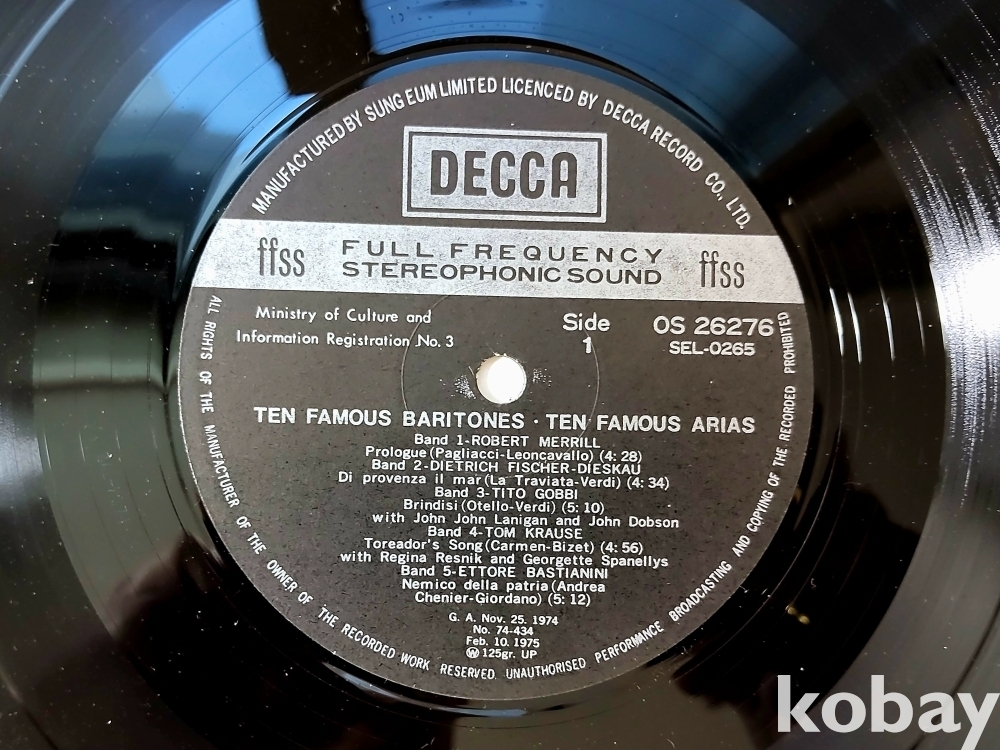 MANUFACTURED BY SUNG EUM LIMITED LICENCED BY DECCA RECORD CO., LTD.
DECCA
ffss
FULL FREQUENCY
STEREOPHONIC SOUND
ffss
Ministry of Culture and
Information Registration No. 3
Side
1
OS 26276
SEL-0265
TEN FAMOUS BARITONES · TEN FAMOUS ARIAS
Band 1-ROBERT MERRILL
Prologue (Pagliacci-Leoncavallo) (4: 28)
Band 2-DIETRICH FISCHER-DIESKAU
Di provenza il mar (La Traviata-Verdi) (4: 34)
Band 3-TITO GOBBI
Brindisi (Otello-Verdi) (5: 10)
with John John Lanigan and John Dobson
Band 4-TOM KRAUSE
Toreador's Song (Carmen-Bizet) (4: 56)
with Regina Resnik and Georgette Spanellys
Band 5-ETTORE BASTIANINI
Nemico della patria (Andrea
Chenier-Giordano) (5: 12)
G. A. Nov. 25. 1974
No. 74-434
Feb. 10. 1975
Ⓦ 125gr. UP
ALL RIGHTS OF THE MANUFACTURER OF THE OWNER OF THE RECORDED WORK RESERVED. UNAUTHORISED PERFORMANCE BROADCASTING AND COPYING OF THE RECORDED PROHIBITED
kobay